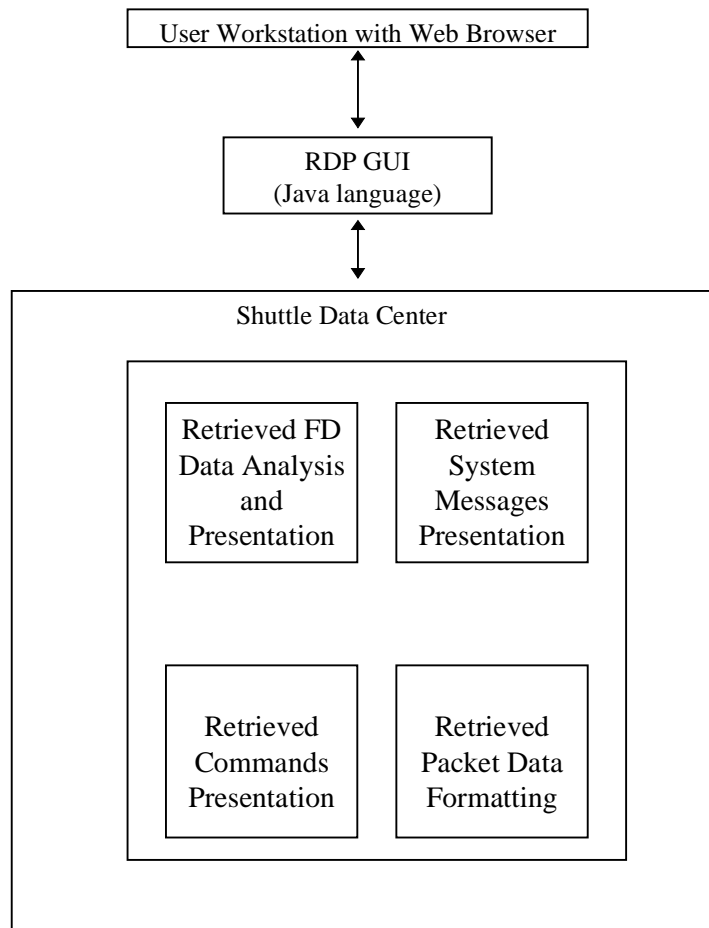 User Workstation with Web Browser
RDP GUI
(Java language)
Shuttle Data Center
Retrieved FD
Data Analysis
and
Presentation
Retrieved
System
Messages
Presentation
Retrieved
Commands
Presentation
Retrieved
Packet Data
Formatting